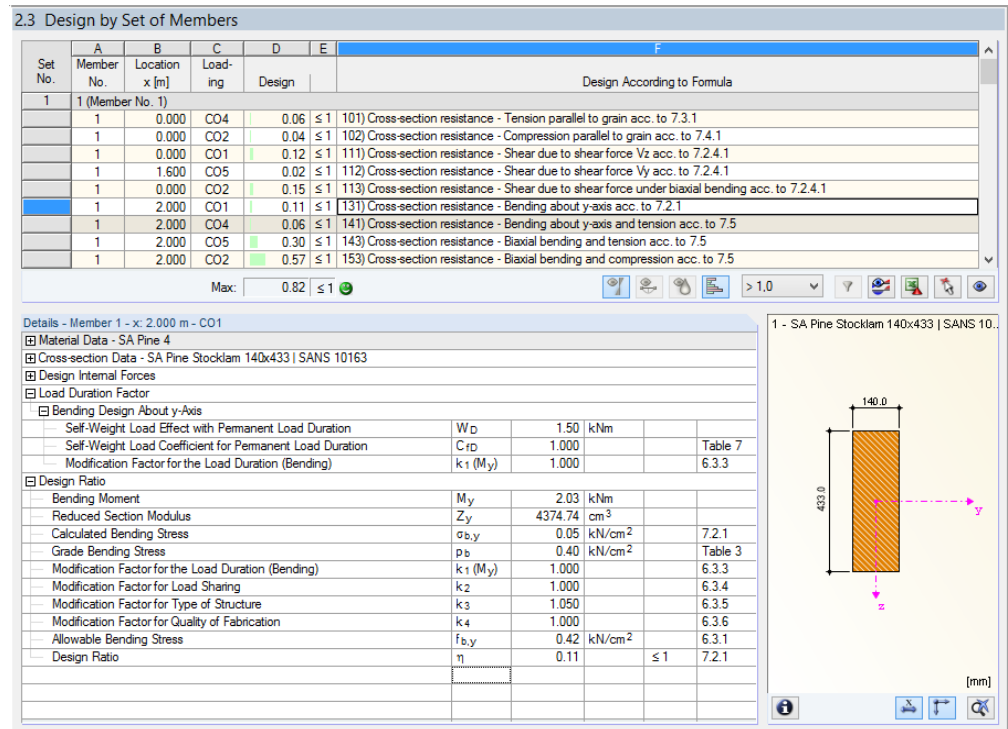 2.3 Design by Set of Members
A B C D E F
Set Member Location Load-
No. No. x [m] ing Design Design According to Formula
1 1 (Member No. 1)
1 0.000 CO4 0.06 ≤ 1 101) Cross-section resistance - Tension parallel to grain acc. to 7.3.1
1 0.000 CO2 0.04 ≤ 1 102) Cross-section resistance - Compression parallel to grain acc. to 7.4.1
1 0.000 CO1 0.12 ≤ 1 111) Cross-section resistance - Shear due to shear force Vz acc. to 7.2.4.1
1 1.600 CO5 0.02 ≤ 1 112) Cross-section resistance - Shear due to shear force Vy acc. to 7.2.4.1
1 0.000 CO2 0.15 ≤ 1 113) Cross-section resistance - Shear due to shear force under biaxial bending acc. to 7.2.4.1
1 2.000 CO1 0.11 ≤ 1 131) Cross-section resistance - Bending about y-axis acc. to 7.2.1
1 2.000 CO4 0.06 ≤ 1 141) Cross-section resistance - Bending about y-axis and tension acc. to 7.5
1 2.000 CO5 0.30 ≤ 1 143) Cross-section resistance - Biaxial bending and tension acc. to 7.5
1 2.000 CO2 0.57 ≤ 1 153) Cross-section resistance - Biaxial bending and compression acc. to 7.5
Max: 0.82 ≤ 1 > 1,0
Details - Member 1 - x: 2.000 m - CO1
Material Data - SA Pine 4
Cross-section Data - SA Pine Stocklam 140x433 | SANS 10163
Design Internal Forces
Load Duration Factor
Bending Design About y-Axis
Self-Weight Load Effect with Permanent Load Duration W D 1.50 kNm
Self-Weight Load Coefficient for Permanent Load Duration C fD 1.000 Table 7
Modification Factor for the Load Duration (Bending) k 1 (My) 1.000 6.3.3
Design Ratio
Bending Moment My 2.03 kNm
Reduced Section Modulus Zy 4374.74 cm3
Calculated Bending Stress σb,y 0.05 kN/cm2 7.2.1
Grade Bending Stress pb 0.40 kN/cm2 Table 3
Modification Factor for the Load Duration (Bending) k 1 (My) 1.000 6.3.3
Modification Factor for Load Sharing k2 1.000 6.3.4
Modification Factor for Type of Structure k3 1.050 6.3.5
Modification Factor for Quality of Fabrication k4 1.000 6.3.6
Allowable Bending Stress fb,y 0.42 kN/cm2 6.3.1
Design Ratio η 0.11 ≤ 1 7.2.1
1 - SA Pine Stocklam 140x433 | SANS 10..
140.0
433.0
y
z
[mm]